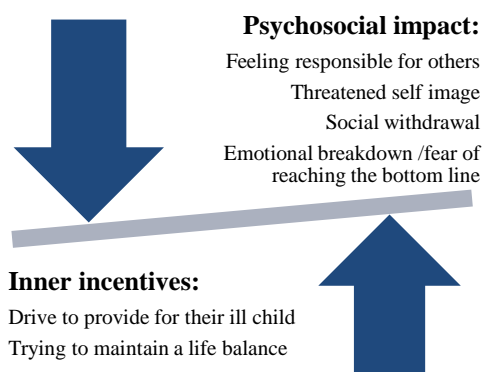 Psychosocial impact:
Feeling responsible for others
Threatened self image
Social withdrawal
Emotional breakdown /fear of
reaching the bottom line
Inner incentives:
Drive to provide for their ill child
Trying to maintain a life balance